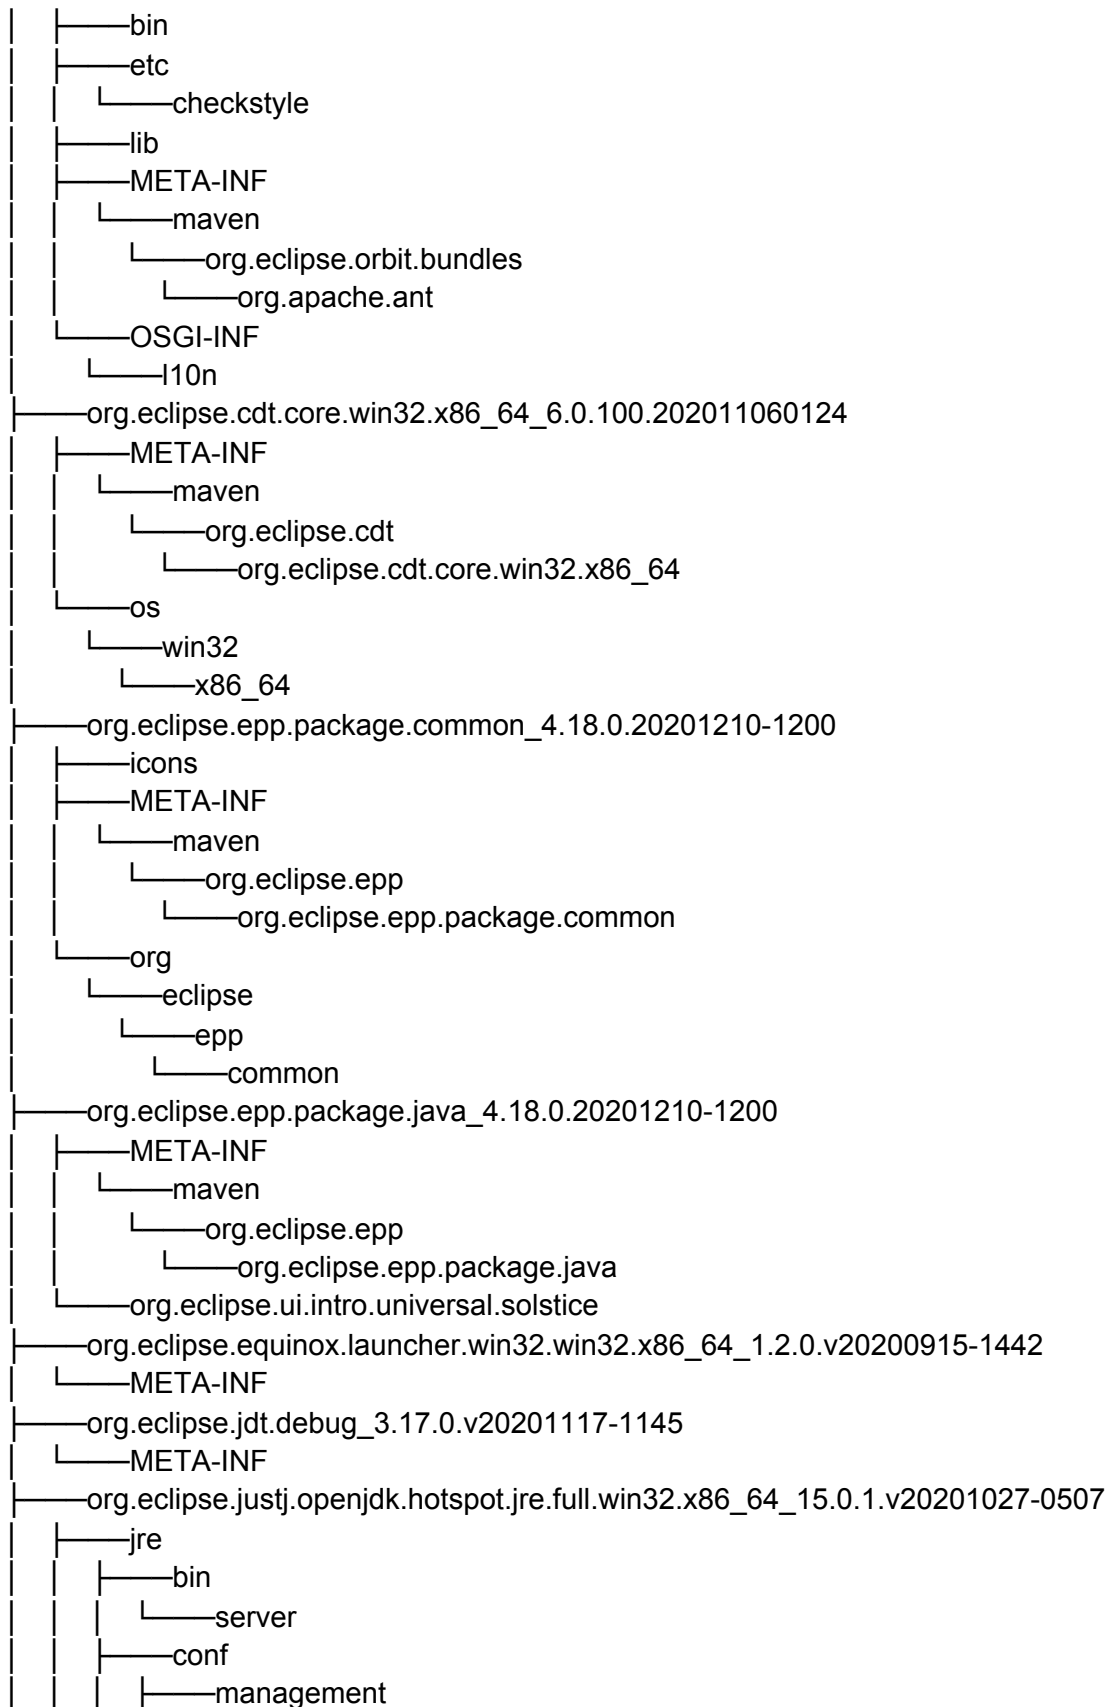 │ ├────bin
│ ├────etc
│ │ └────checkstyle
│ ├────lib
│ ├────META-INF
│ │ └────maven
│ │ └────org.eclipse.orbit.bundles
│ │ └────org.apache.ant
│ └────OSGI-INF
│ └────l10n
├────org.eclipse.cdt.core.win32.x86_64_6.0.100.202011060124
│ ├────META-INF
│ │ └────maven
│ │ └────org.eclipse.cdt
│ │ └────org.eclipse.cdt.core.win32.x86_64
│ └────os
│ └────win32
│ └────x86_64
├────org.eclipse.epp.package.common_4.18.0.20201210-1200
│ ├────icons
│ ├────META-INF
│ │ └────maven
│ │ └────org.eclipse.epp
│ │ └────org.eclipse.epp.package.common
│ └────org
│ └────eclipse
│ └────epp
│ └────common
├────org.eclipse.epp.package.java_4.18.0.20201210-1200
│ ├────META-INF
│ │ └────maven
│ │ └────org.eclipse.epp
│ │ └────org.eclipse.epp.package.java
│ └────org.eclipse.ui.intro.universal.solstice
├────org.eclipse.equinox.launcher.win32.win32.x86_64_1.2.0.v20200915-1442
│ └────META-INF
├────org.eclipse.jdt.debug_3.17.0.v20201117-1145
│ └────META-INF
├────org.eclipse.justj.openjdk.hotspot.jre.full.win32.x86_64_15.0.1.v20201027-0507
│ ├────jre
│ │ ├────bin
│ │ │ └────server
│ │ ├────conf
│ │ │ ├────management